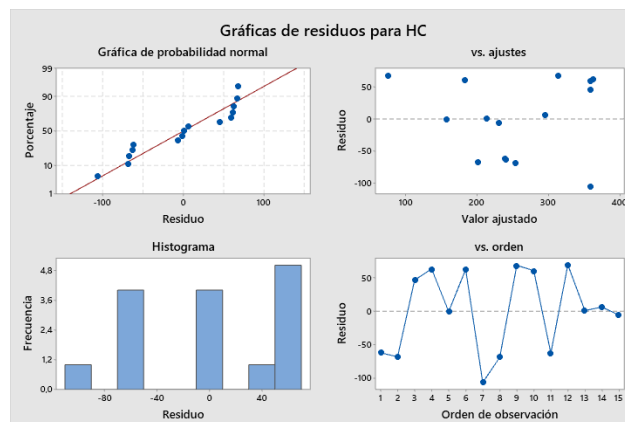 Gráficas de residuos para HC
Gráfica de probabilidad normal
99
90
50
10
1
Porcentaje
-100
0
100
Residuo
vs. ajustes
50
0
-50
-100
Residuo
100
200
300
400
Valor ajustado
Histograma
4,8
3,6
2,4
1,2
0,0
Frecuencia
-80
-40
0
40
Residuo
vs. orden
50
0
-50
-100
Residuo
1 2 3 4 5 6 7 8 9 10 11 12 13 14 15
Orden de observación